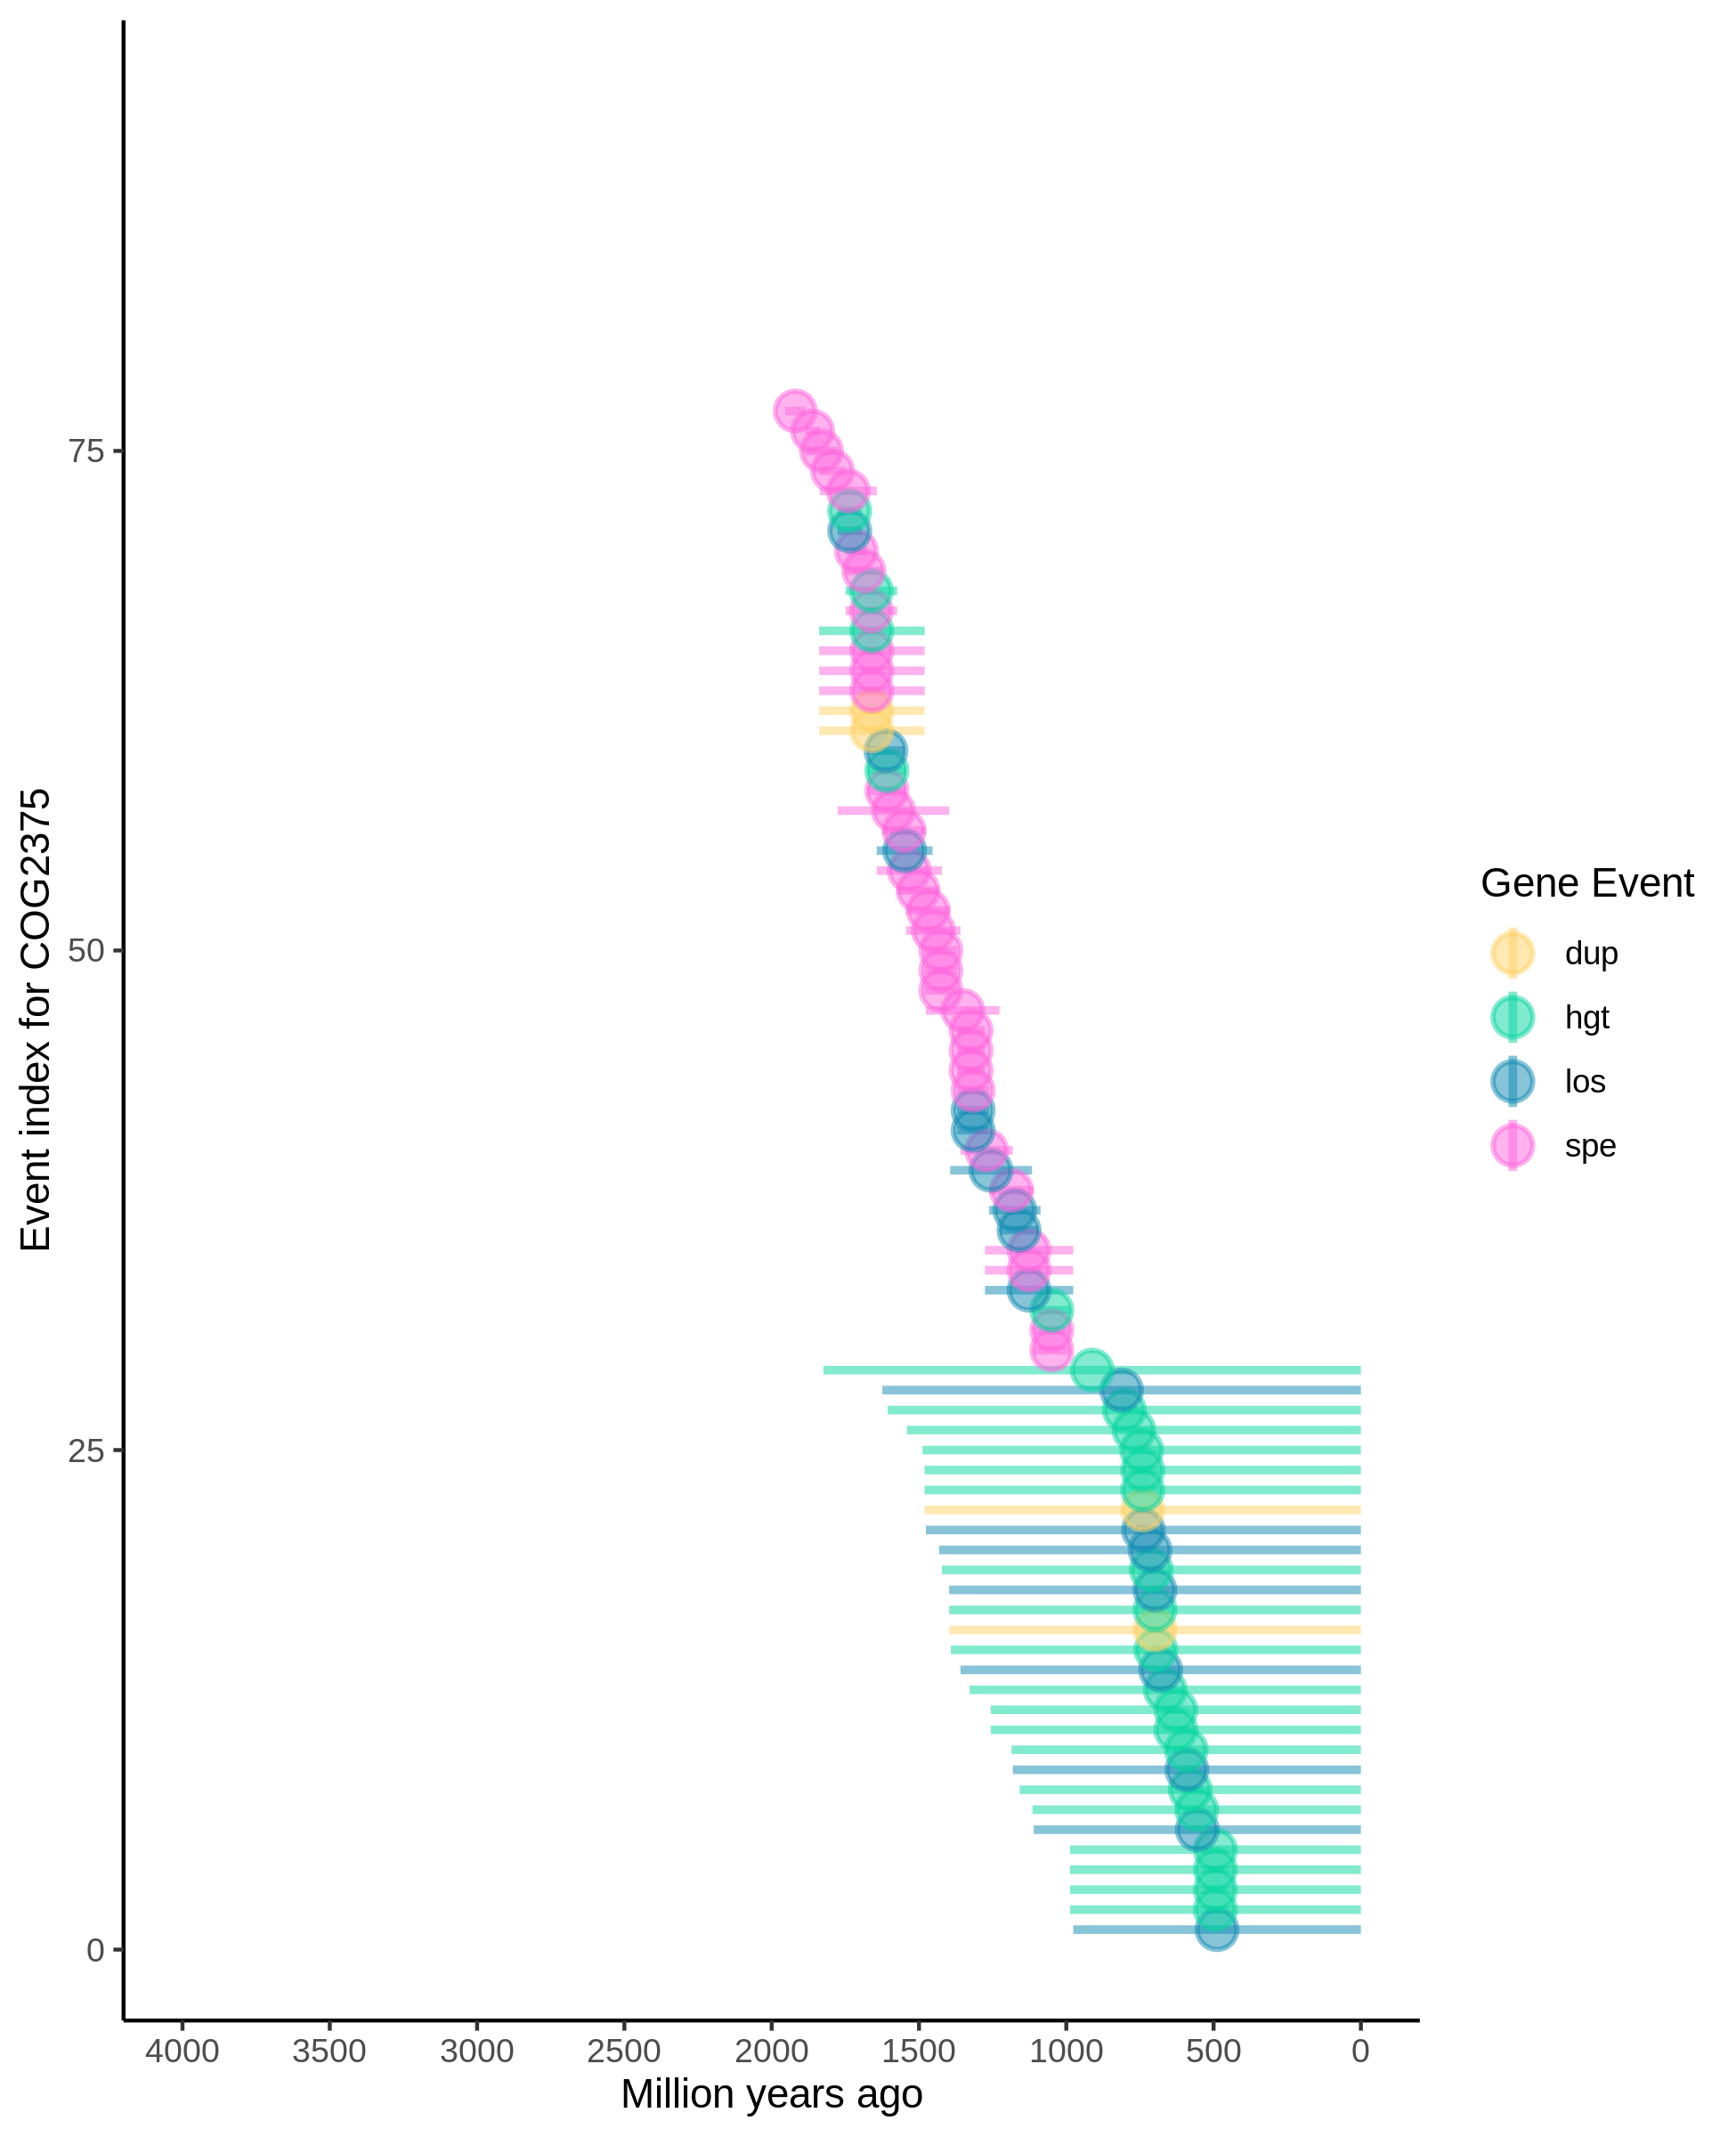 Event index for COG2375
75
50
25
0
4000 3500 3000 2500 2000 1500 1000 500 0
Million years ago
Gene Event
dup
hgt
los
spe